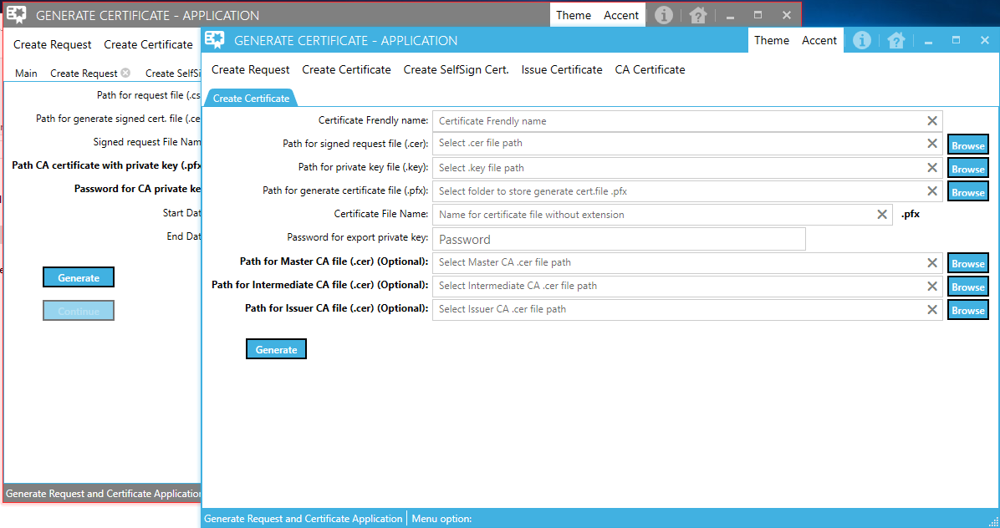 GENERATE CERTIFICATE - APPLICATION
Theme Accent
Create Request Create Certificate
Main Create Request Create SelfSi
Path for request file (.cs
Path for generate signed cert. file (.ce
Signed request File Nam
Path CA certificate with private key (.pfx
Password for CA private ke
Start Dat
End Dat
Generate
Continue
Generate Request and Certificate Application
GENERATE CERTIFICATE - APPLICATION
Theme Accent
Create Request Create Certificate Create SelfSign Cert. Issue Certificate CA Certificate
Create Certificate
Certificate Frendly name: Certificate Frendly name
Path for signed request file (.cer): Select .cer file path Browse
Path for private key file (.key): Select .key file path Browse
Path for generate certificate file (.pfx): Select folder to store generate cert.file .pfx Browse
Certificate File Name: Name for certificate file without extension .pfx
Password for export private key: Password
Path for Master CA file (.cer) (Optional): Select Master CA .cer file path Browse
Path for Intermediate CA file (.cer) (Optional): Select Intermediate CA .cer file path Browse
Path for Issuer CA file (.cer) (Optional): Select Issuer CA .cer file path Browse
Generate
Generate Request and Certificate Application Menu option: